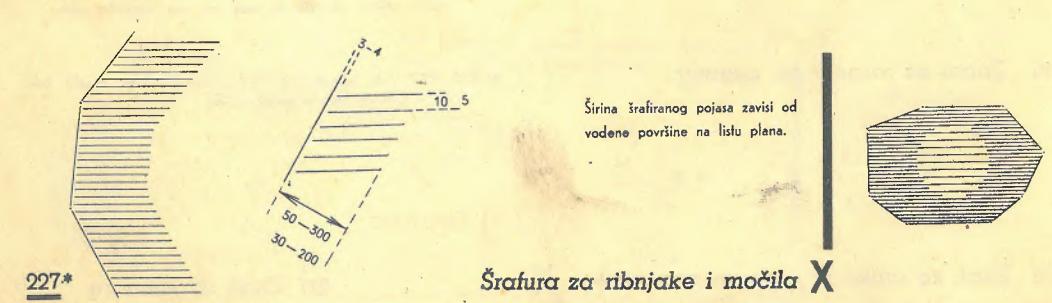 3–4
10 5
50–300
30–200
Širina šrafiranog pojasa zavisi od
vodene površine na listu plana.
227.*
Šrafura za ribnjake i močila X